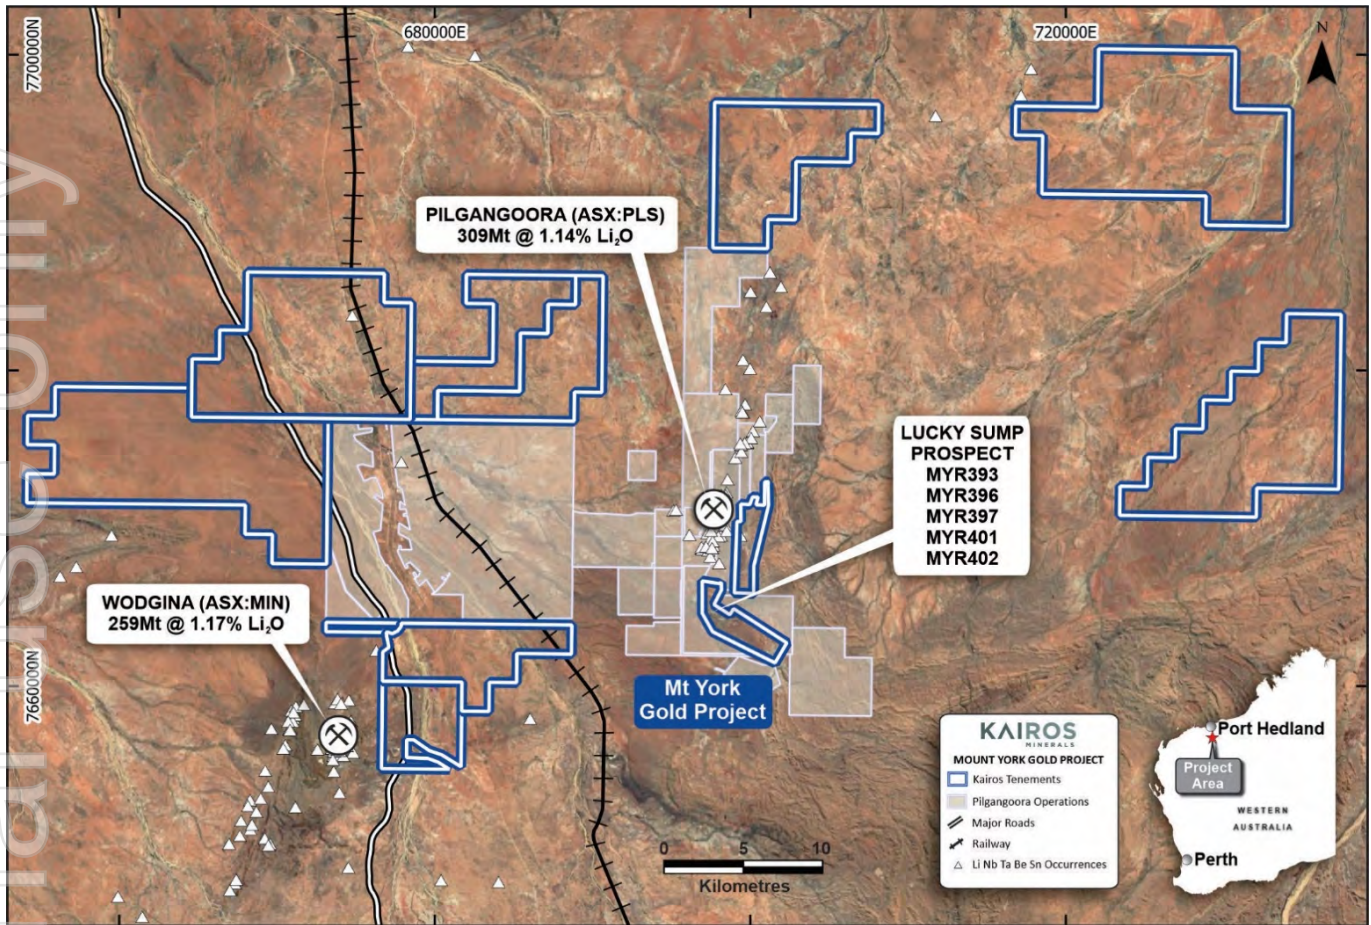 680000E
720000E
N
7700000N
PILGANGOORA (ASX:PLS)
309Mt @ 1.14% Li₂O
LUCKY SUMP
PROSPECT
MYR393
MYR396
MYR397
MYR401
MYR402
WODGINA (ASX:MIN)
259Mt @ 1.17% Li₂O
7660000N
Mt York
Gold Project
0 5 10
Kilometres
KAIROS
MINERALS
MOUNT YORK GOLD PROJECT
Kairos Tenements
Pilgangoora Operations
Major Roads
Railway
Li Nb Ta Be Sn Occurrences
Port Hedland
Project
Area
WESTERN
AUSTRALIA
Perth
use only